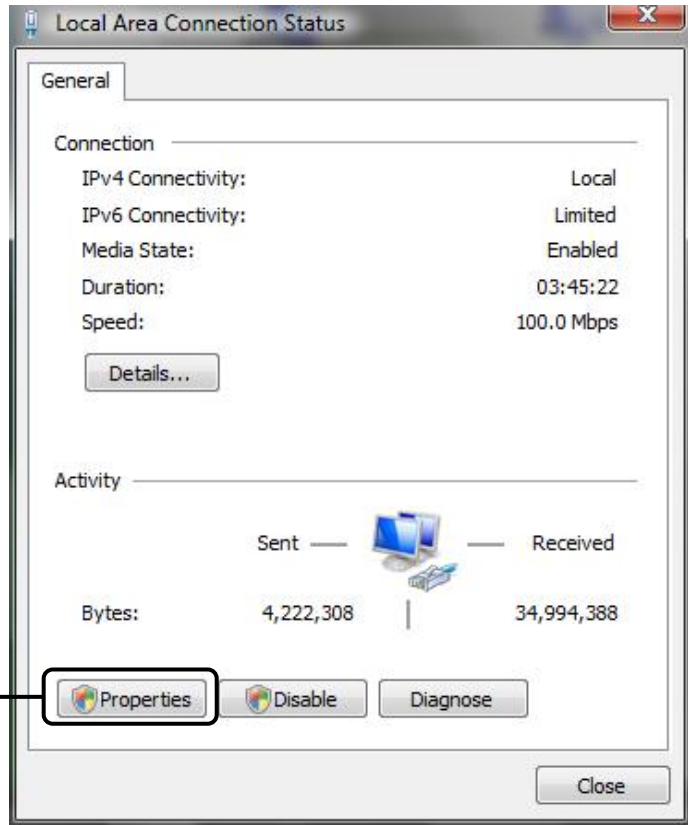 Local Area Connection Status
General
Connection
IPv4 Connectivity: Local
IPv6 Connectivity: Limited
Media State: Enabled
Duration: 03:45:22
Speed: 100.0 Mbps
Details...
Activity
Sent Received
Bytes: 4,222,308 34,994,388
Properties Disable Diagnose
Close